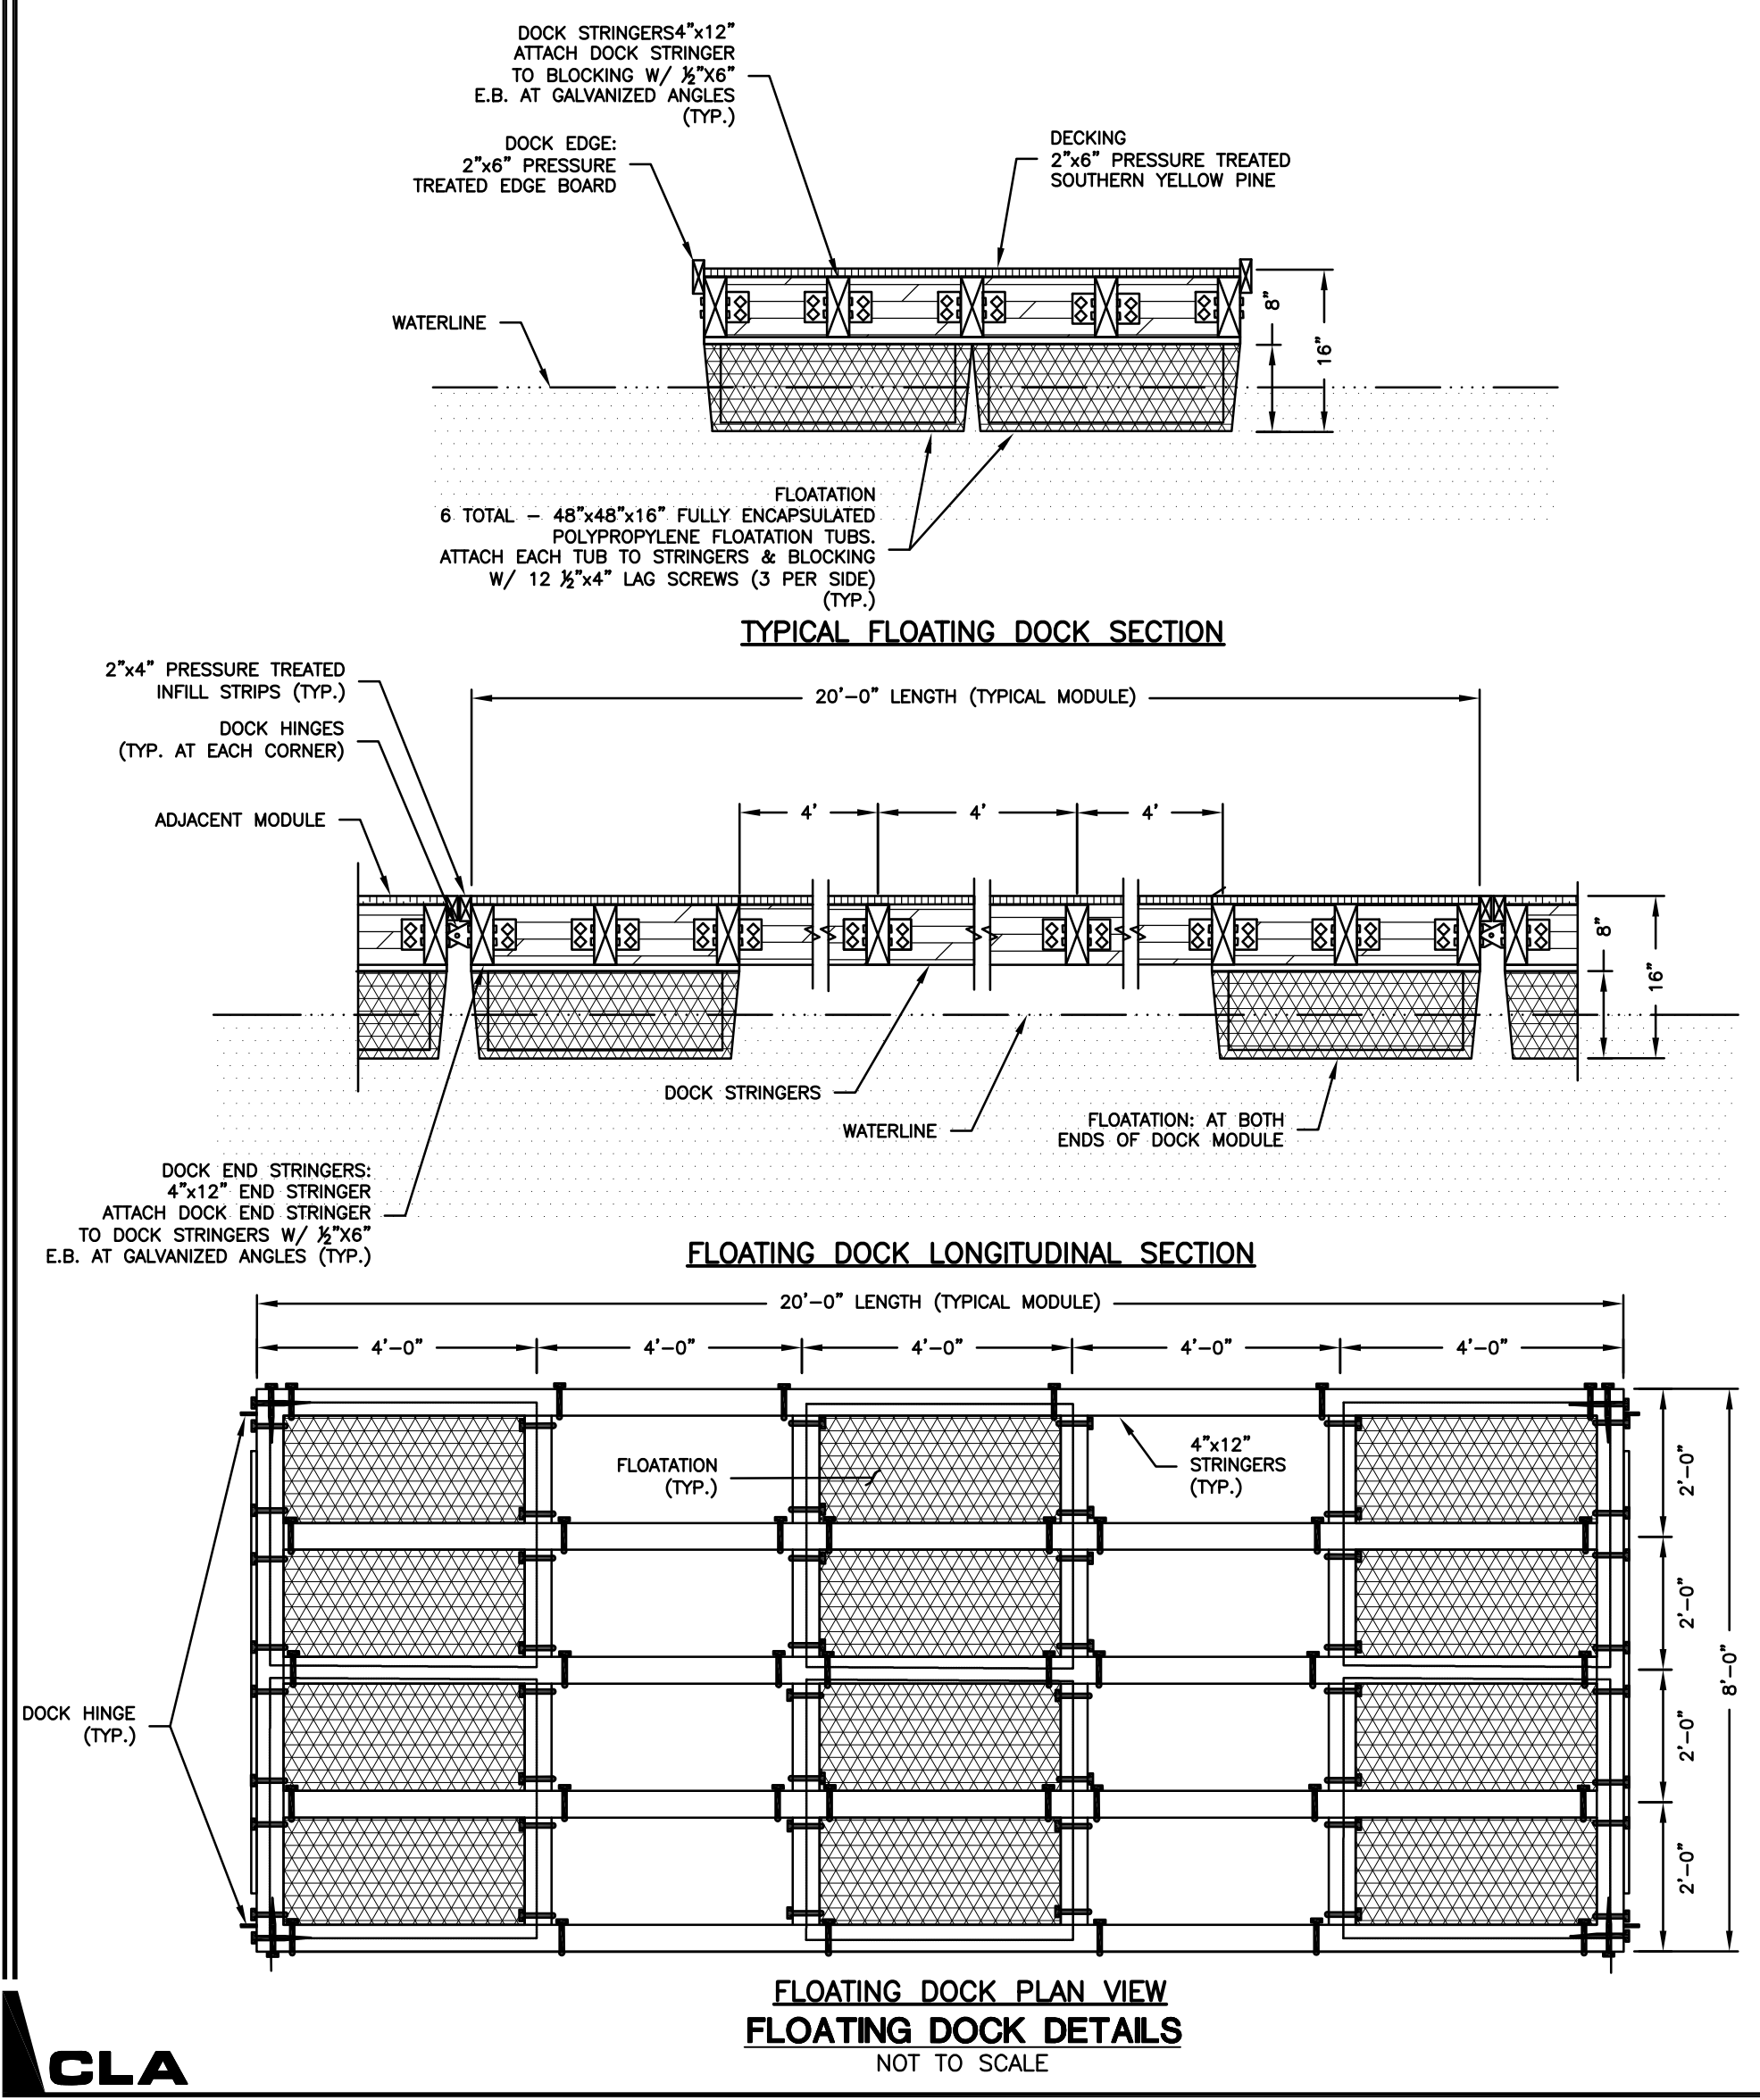 DOCK STRINGERS4"x12"
ATTACH DOCK STRINGER
TO BLOCKING W/ ½"X6"
E.B. AT GALVANIZED ANGLES
(TYP.)
DOCK EDGE:
2"x6" PRESSURE
TREATED EDGE BOARD
DECKING
2"x6" PRESSURE TREATED
SOUTHERN YELLOW PINE
WATERLINE
8"
16"
FLOATATION
6 TOTAL – 48"x48"x16" FULLY ENCAPSULATED
POLYPROPYLENE FLOATATION TUBS.
ATTACH EACH TUB TO STRINGERS & BLOCKING
W/ 12 ½"x4" LAG SCREWS (3 PER SIDE)
(TYP.)
TYPICAL FLOATING DOCK SECTION
2"x4" PRESSURE TREATED
INFILL STRIPS (TYP.)
DOCK HINGES
(TYP. AT EACH CORNER)
ADJACENT MODULE
20'-0" LENGTH (TYPICAL MODULE)
4'
4'
4'
8"
16"
DOCK STRINGERS
WATERLINE
FLOATATION: AT BOTH
ENDS OF DOCK MODULE
DOCK END STRINGERS:
4"x12" END STRINGER
ATTACH DOCK END STRINGER
TO DOCK STRINGERS W/ ½"X6"
E.B. AT GALVANIZED ANGLES (TYP.)
FLOATING DOCK LONGITUDINAL SECTION
20'-0" LENGTH (TYPICAL MODULE)
4'-0"
4'-0"
4'-0"
4'-0"
4'-0"
FLOATATION
(TYP.)
4"x12"
STRINGERS
(TYP.)
2'-0"
2'-0"
2'-0"
2'-0"
8'-0"
DOCK HINGE
(TYP.)
FLOATING DOCK PLAN VIEW
FLOATING DOCK DETAILS
NOT TO SCALE
CLA